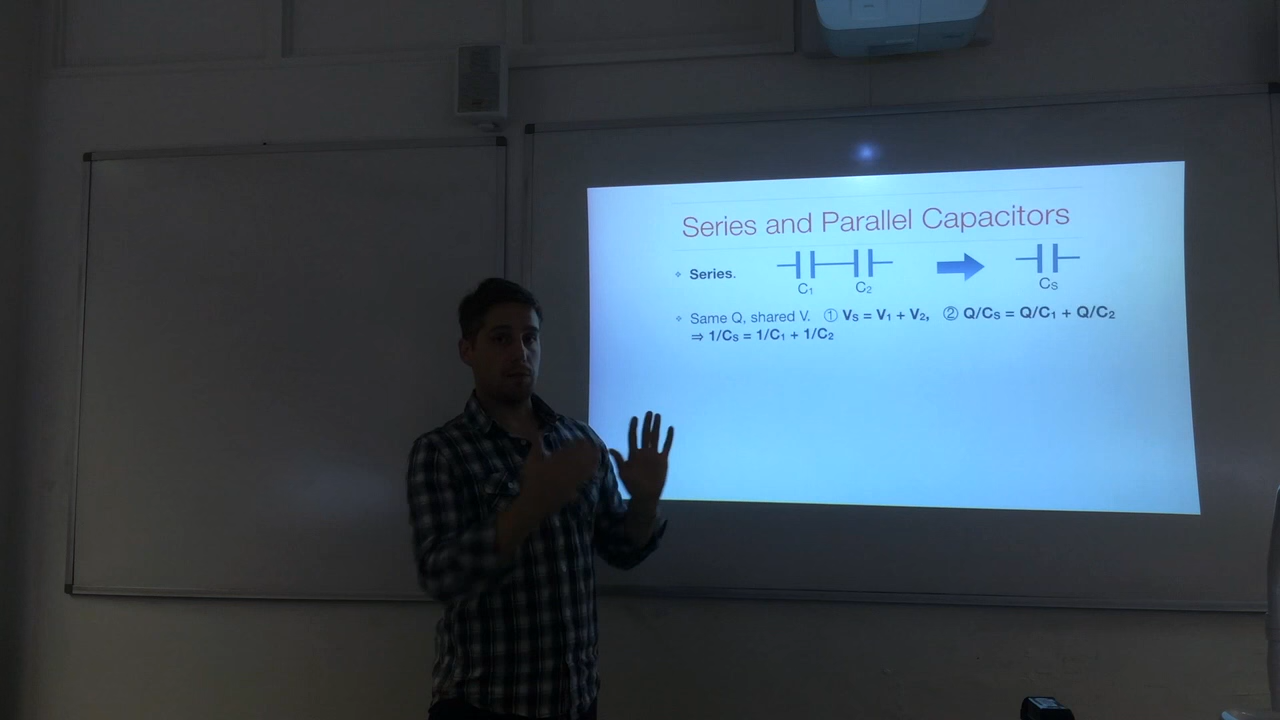 Series and Parallel Capacitors
Series.
C₁ C₂ Cₛ
Same Q, shared V. ① Vₛ = V₁ + V₂, ② Q/Cₛ = Q/C₁ + Q/C₂
⇒ 1/Cₛ = 1/C₁ + 1/C₂